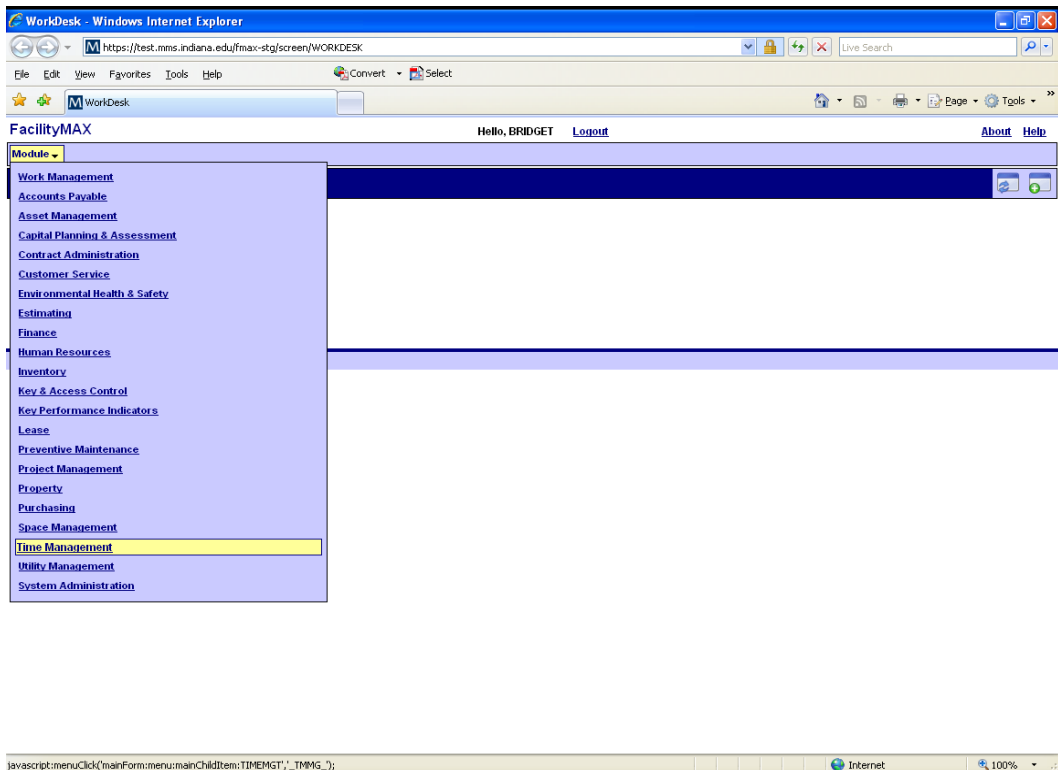 WorkDesk - Windows Internet Explorer
https://test.mms.indiana.edu/fmax-stg/screen/WORKDESK
Live Search
File Edit View Favorites Tools Help
Convert Select
WorkDesk
Page Tools »
FacilityMAX
Hello, BRIDGET Logout
About Help
Module
Work Management
Accounts Payable
Asset Management
Capital Planning & Assessment
Contract Administration
Customer Service
Environmental Health & Safety
Estimating
Finance
Human Resources
Inventory
Key & Access Control
Key Performance Indicators
Lease
Preventive Maintenance
Project Management
Property
Purchasing
Space Management
Time Management
Utility Management
System Administration
javascript:menuClick('mainForm:menu:mainChildItem:TIMEMGT','_TMMG_');
Internet
100%